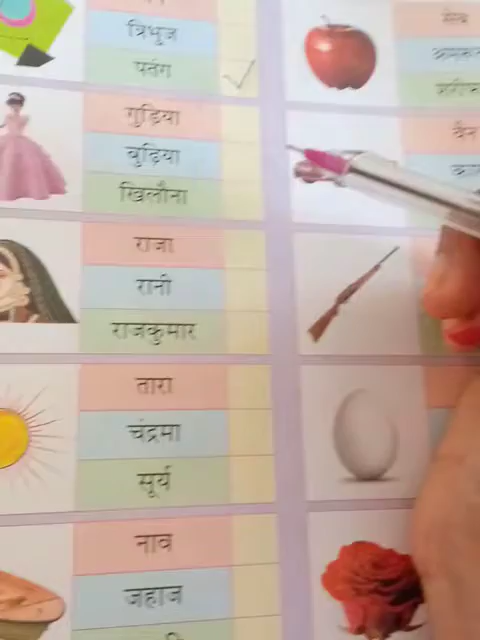 त्रिभुज
पतंग
गुड़िया
बुढ़िया
खिलौना
राजा
रानी
राजकुमार
तारा
चंद्रमा
सूर्य
नाव
जहाज
सेब